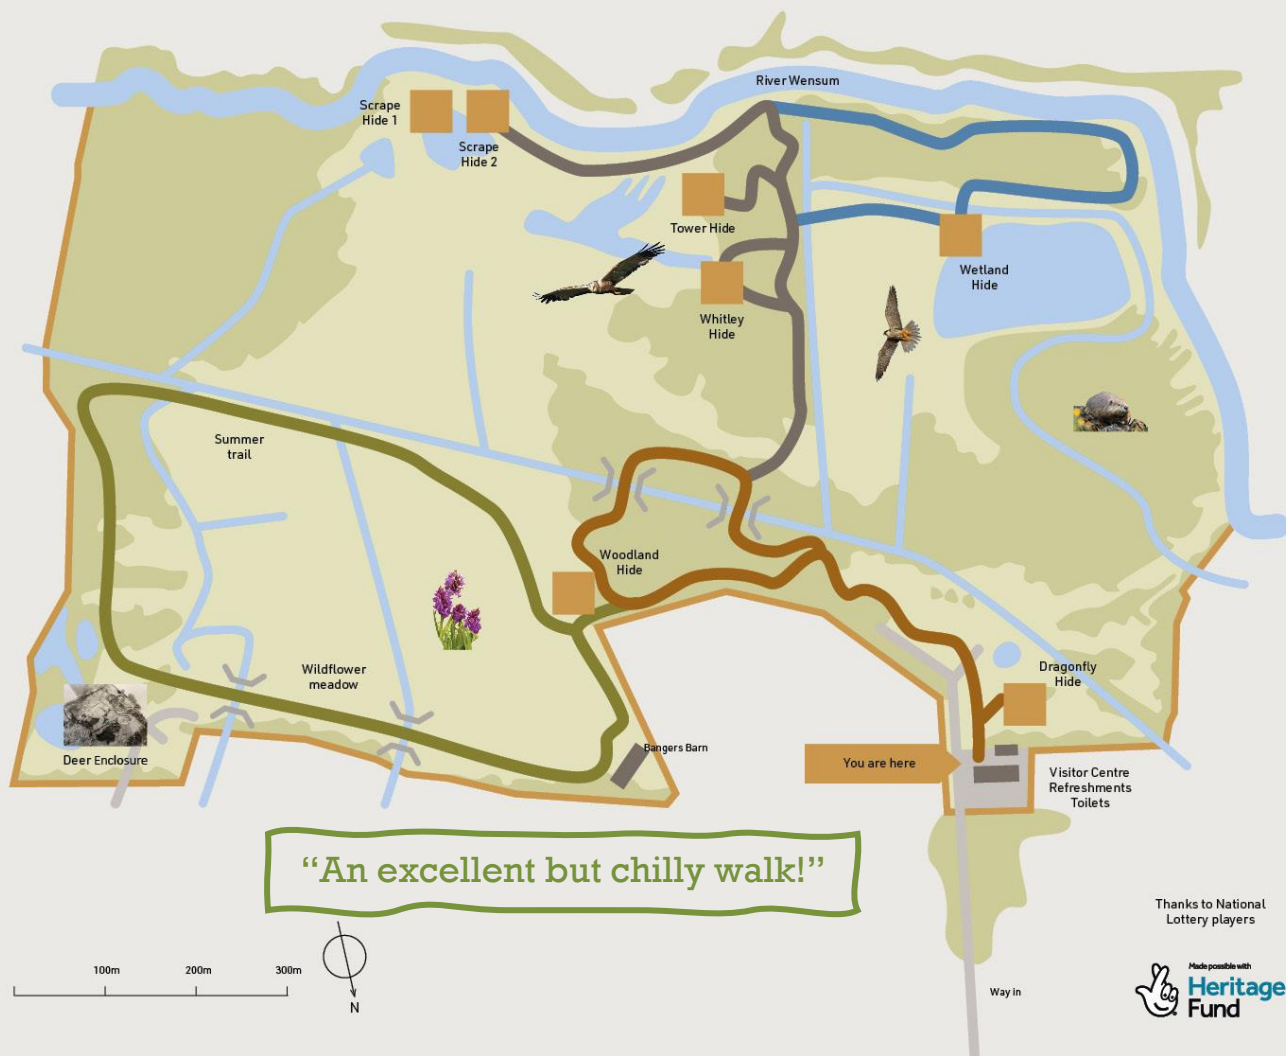 River Wensum
Scrape
Hide 1
Scrape
Hide 2
Tower Hide
Wetland
Hide
Whitley
Hide
Summer
trail
Woodland
Hide
Wildflower
meadow
Dragonfly
Hide
Deer Enclosure
Bangers Barn
You are here
Visitor Centre
Refreshments
Toilets
“An excellent but chilly walk!”
Thanks to National
Lottery players
100m
200m
300m
N
Way in
Made possible with
Heritage
Fund